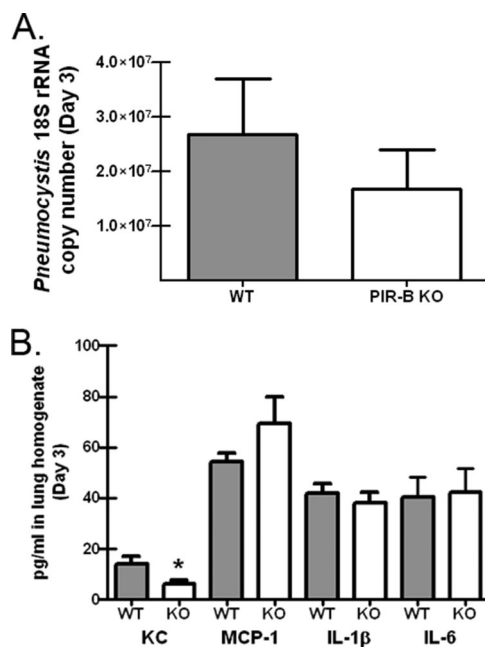 A.
Pneumocystis 18S rRNA
copy number (Day 3)
4.0×10⁷
3.0×10⁷
2.0×10⁷
1.0×10⁷
WT PIR-B KO
B.
pg/ml in lung homogenate
(Day 3)
100
80
60
40
20
0
*
WT KO WT KO WT KO WT KO
KC MCP-1 IL-1β IL-6